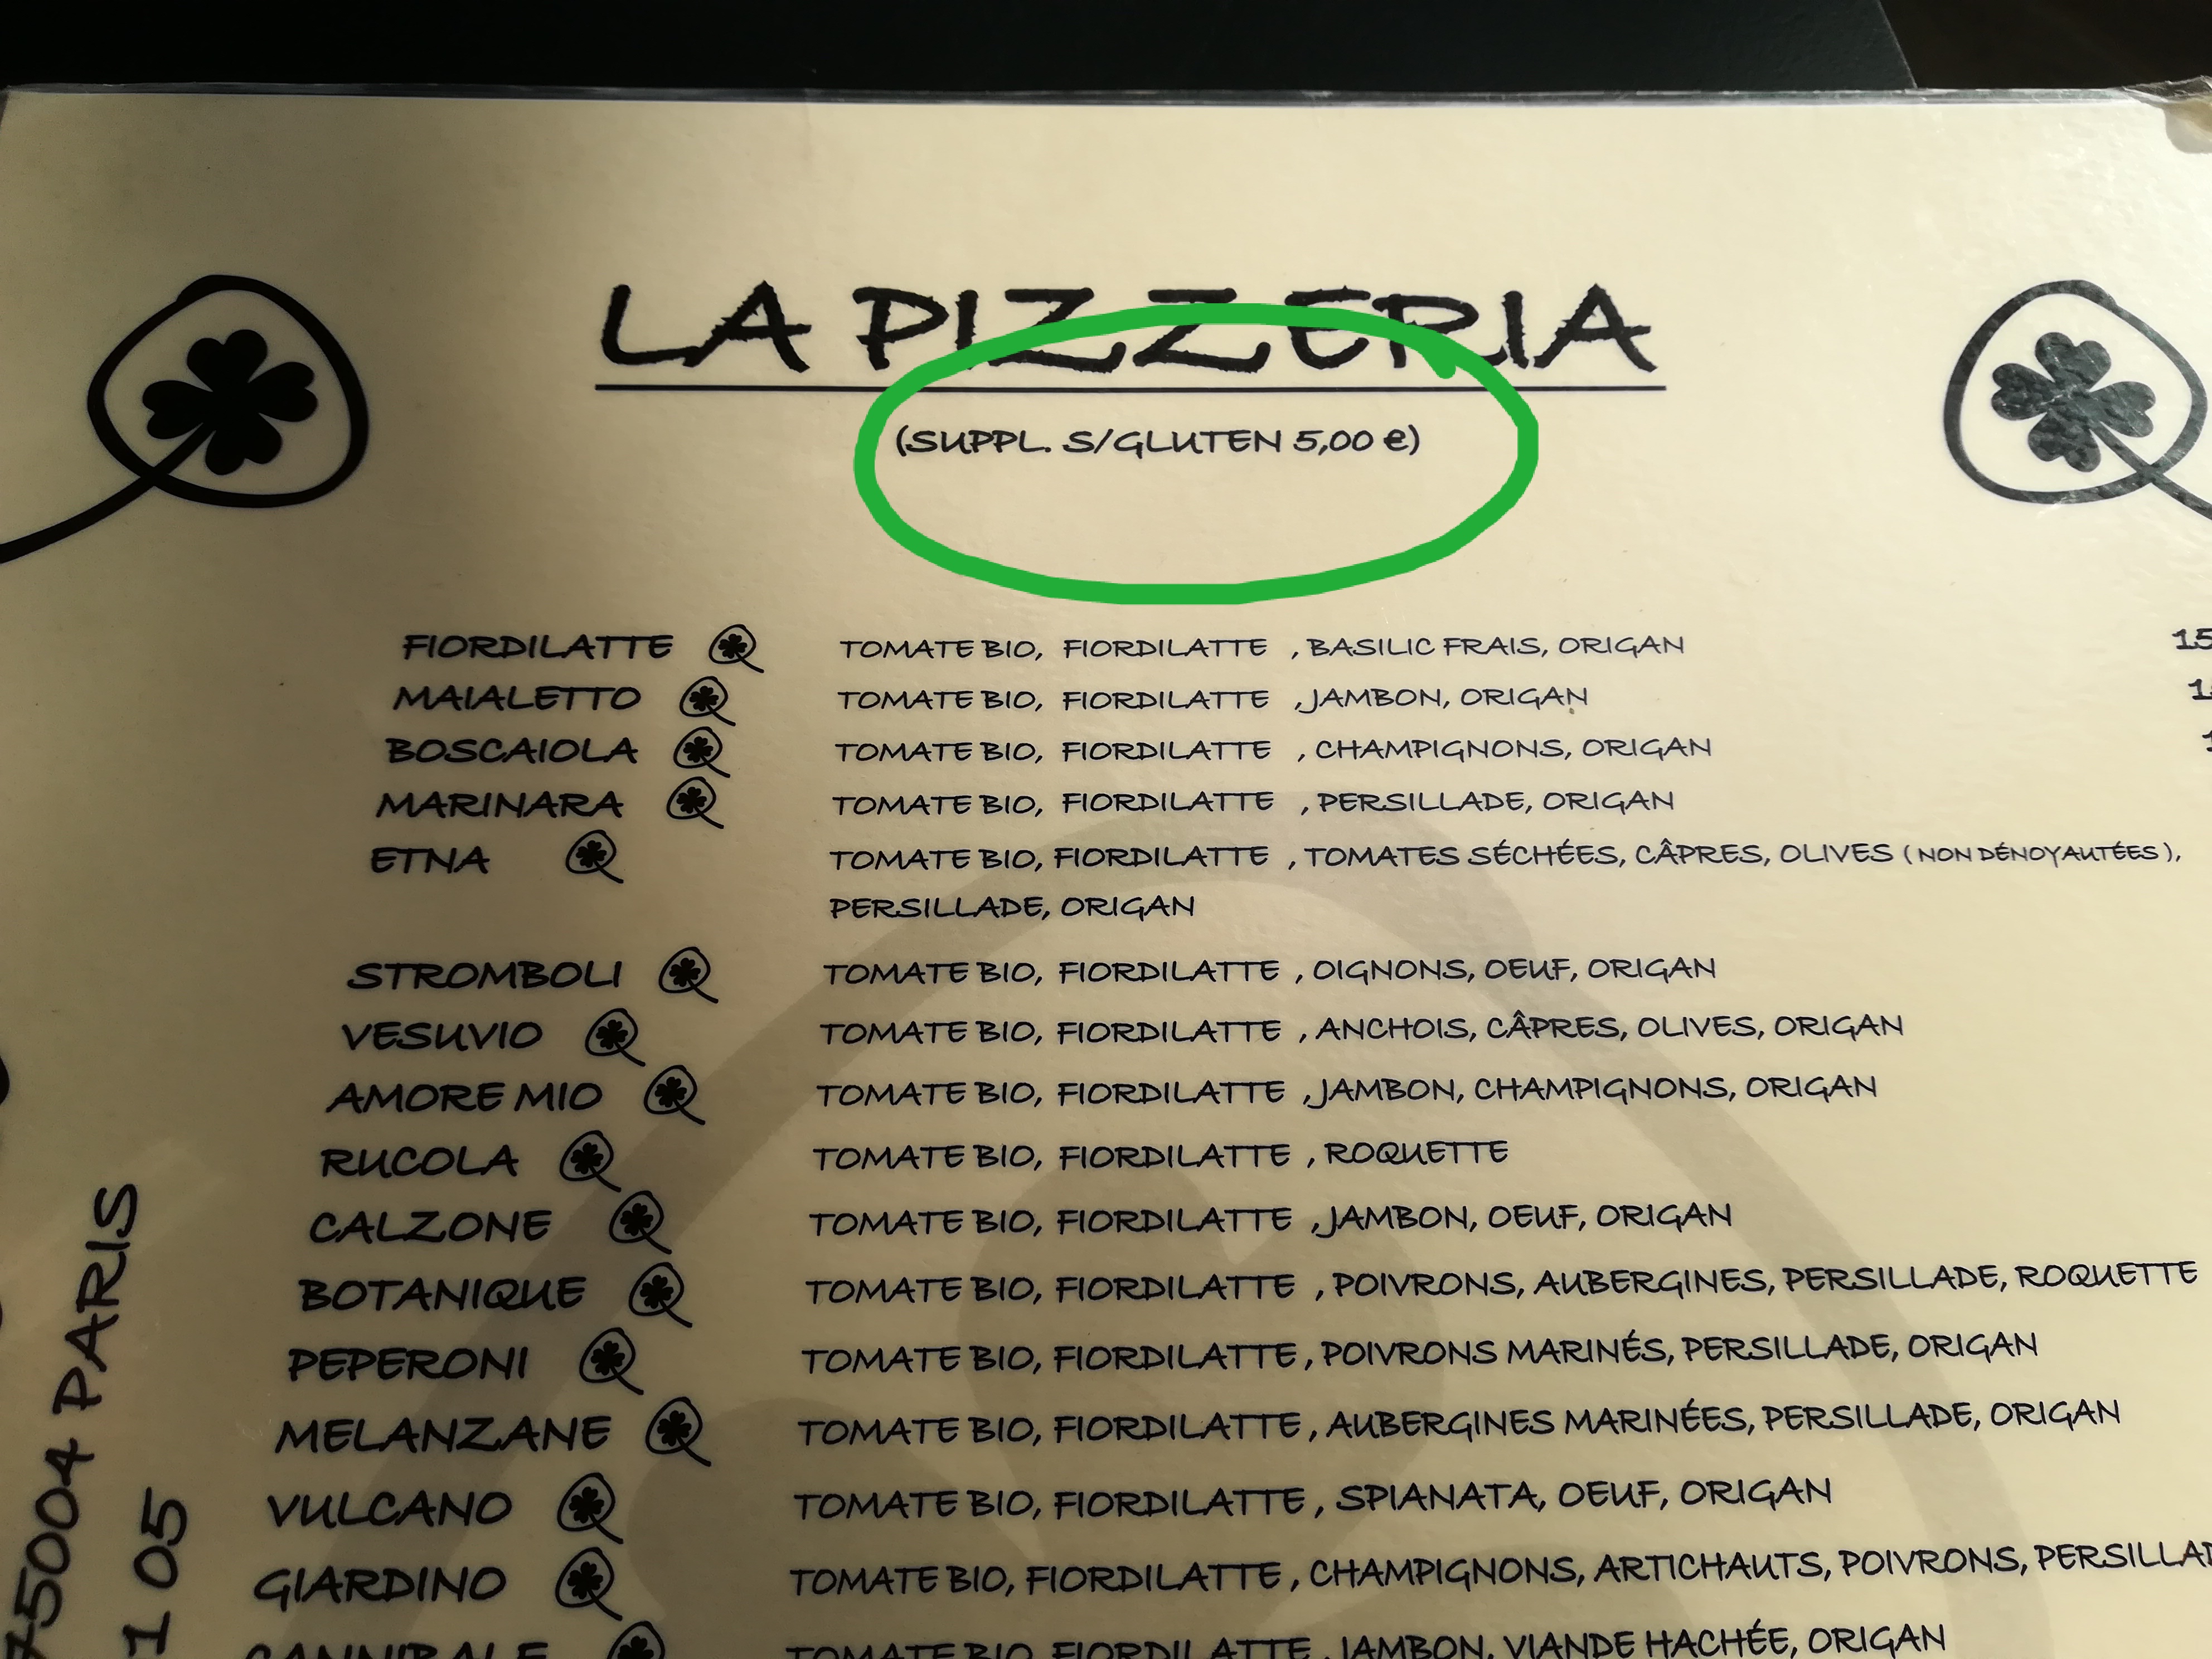 LA PIZZERIA
(SUPPL. S/GLUTEN 5,00 €)
FIORDILATTE TOMATE BIO, FIORDILATTE , BASILIC FRAIS, ORIGAN 15
MAIALETTO TOMATE BIO, FIORDILATTE ,JAMBON, ORIGAN
BOSCAIOLA TOMATE BIO, FIORDILATTE , CHAMPIGNONS, ORIGAN
MARINARA TOMATE BIO, FIORDILATTE , PERSILLADE, ORIGAN
ETNA TOMATE BIO, FIORDILATTE , TOMATES SÉCHÉES, CÂPRES, OLIVES ( NON DÉNOYAUTÉES ),
PERSILLADE, ORIGAN
STROMBOLI TOMATE BIO, FIORDILATTE , OIGNONS, OEUF, ORIGAN
VESUVIO TOMATE BIO, FIORDILATTE , ANCHOIS, CÂPRES, OLIVES, ORIGAN
AMORE MIO TOMATE BIO, FIORDILATTE ,JAMBON, CHAMPIGNONS, ORIGAN
RUCOLA TOMATE BIO, FIORDILATTE , ROQUETTE
CALZONE TOMATE BIO, FIORDILATTE ,JAMBON, OEUF, ORIGAN
BOTANIQUE TOMATE BIO, FIORDILATTE , POIVRONS, AUBERGINES, PERSILLADE, ROQUETTE
PEPERONI TOMATE BIO, FIORDILATTE, POIVRONS MARINÉS, PERSILLADE, ORIGAN
MELANZANE TOMATE BIO, FIORDILATTE, AUBERGINES MARINÉES, PERSILLADE, ORIGAN
VULCANO TOMATE BIO, FIORDILATTE, SPIANATA, OEUF, ORIGAN
GIARDINO TOMATE BIO, FIORDILATTE, CHAMPIGNONS, ARTICHAUTS, POIVRONS, PERSILLAD
CANNIBALE TOMATE BIO, FIORDILATTE, JAMBON, VIANDE HACHÉE, ORIGAN
75004 PARIS
1 05